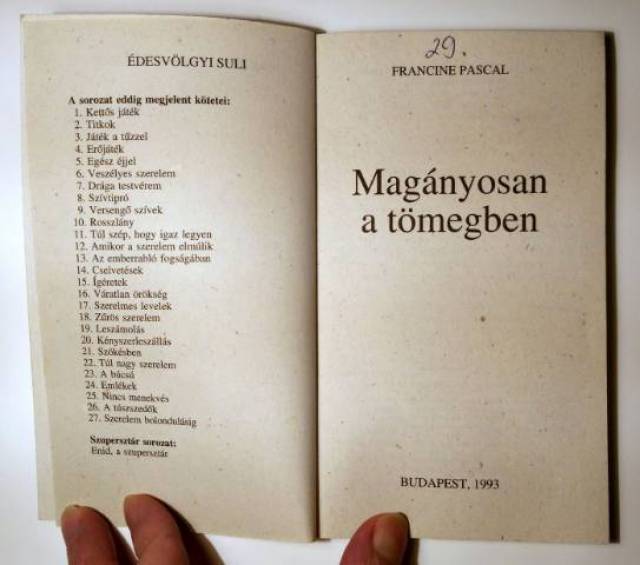 ÉDESVÖLGYI SULI
A sorozat eddig megjelent kötetei:
1. Kettős játék
2. Titkok
3. Játék a tűzzel
4. Erőjáték
5. Egész éjjel
6. Veszélyes szerelem
7. Drága testvérem
8. Szívtipró
9. Versengő szívek
10. Rosszlány
11. Túl szép, hogy igaz legyen
12. Amikor a szerelem elmúlik
13. Az emberrabló fogságában
14. Cselvetések
15. Ígéretek
16. Váratlan örökség
17. Szerelmes levelek
18. Zűrös szerelem
19. Leszámolás
20. Kényszerleszállás
21. Szökésben
22. Túl nagy szerelem
23. A búcsú
24. Emlékek
25. Nincs menekvés
26. A túszszedők
27. Szerelem bolondulásig
Szupersztár sorozat:
Enid, a szupersztár
29.
FRANCINE PASCAL
Magányosan
a tömegben
BUDAPEST, 1993